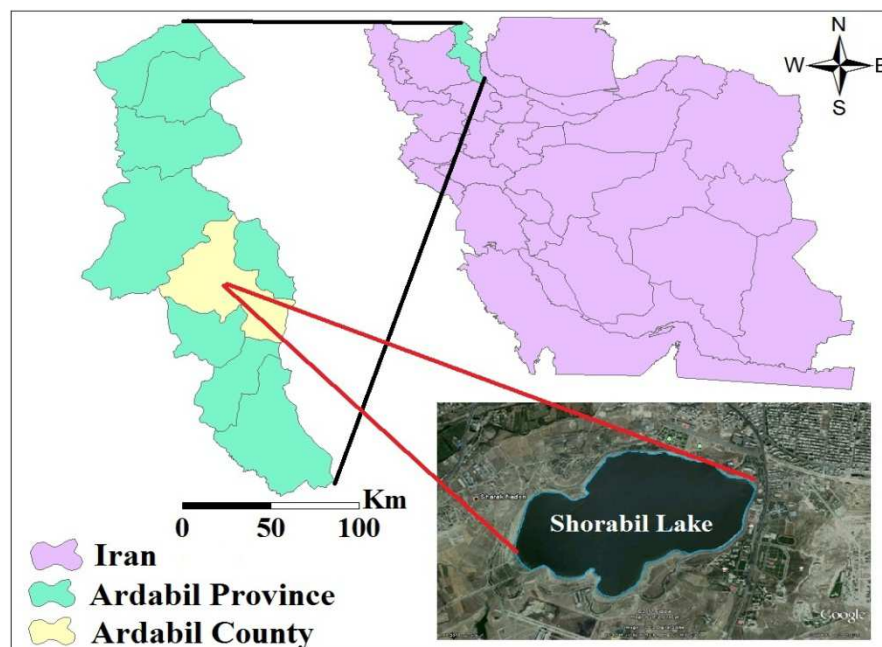 N
W E
S
Km
0 50 100
Iran
Ardabil Province
Ardabil County
Shorabil Lake
Google